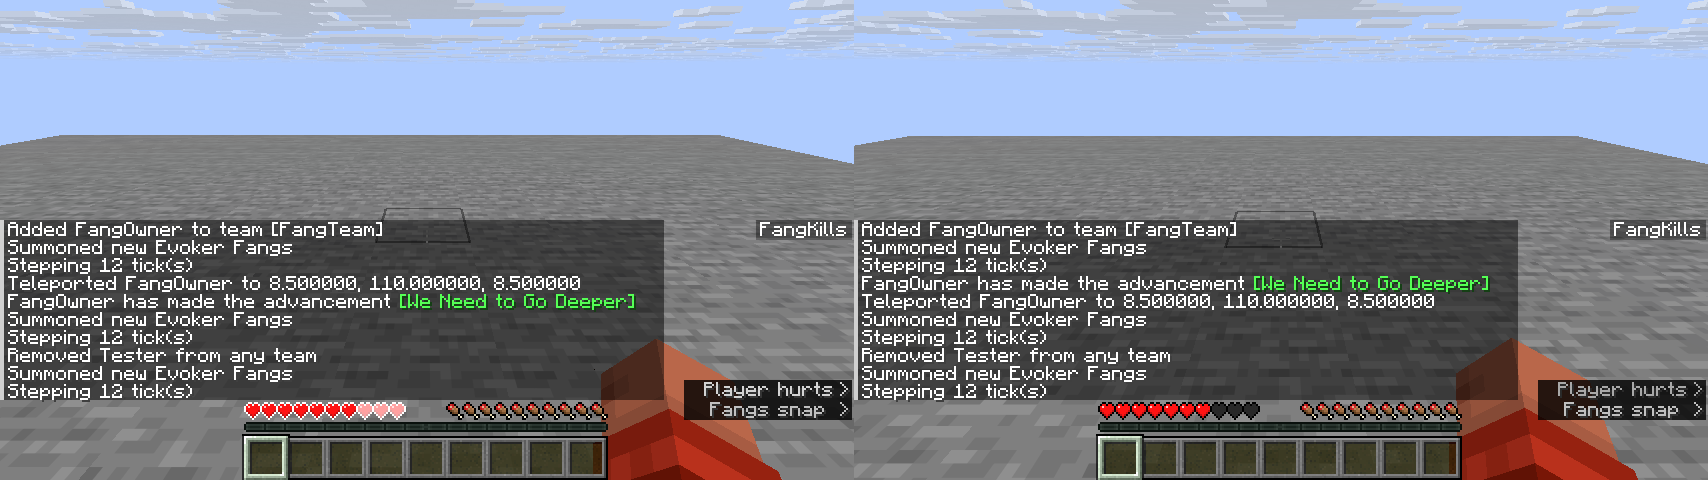 Added FangOwner to team [FangTeam]
Summoned new Evoker Fangs
Stepping 12 tick(s)
Teleported FangOwner to 8.500000, 110.000000, 8.500000
FangOwner has made the advancement [We Need to Go Deeper]
Summoned new Evoker Fangs
Stepping 12 tick(s)
Removed Tester from any team
Summoned new Evoker Fangs
Stepping 12 tick(s)
FangKills
Player hurts >
Fangs snap >
Added FangOwner to team [FangTeam]
Summoned new Evoker Fangs
Stepping 12 tick(s)
FangOwner has made the advancement [We Need to Go Deeper]
Teleported FangOwner to 8.500000, 110.000000, 8.500000
Summoned new Evoker Fangs
Stepping 12 tick(s)
Removed Tester from any team
Summoned new Evoker Fangs
Stepping 12 tick(s)
FangKills
Player hurts >
Fangs snap >